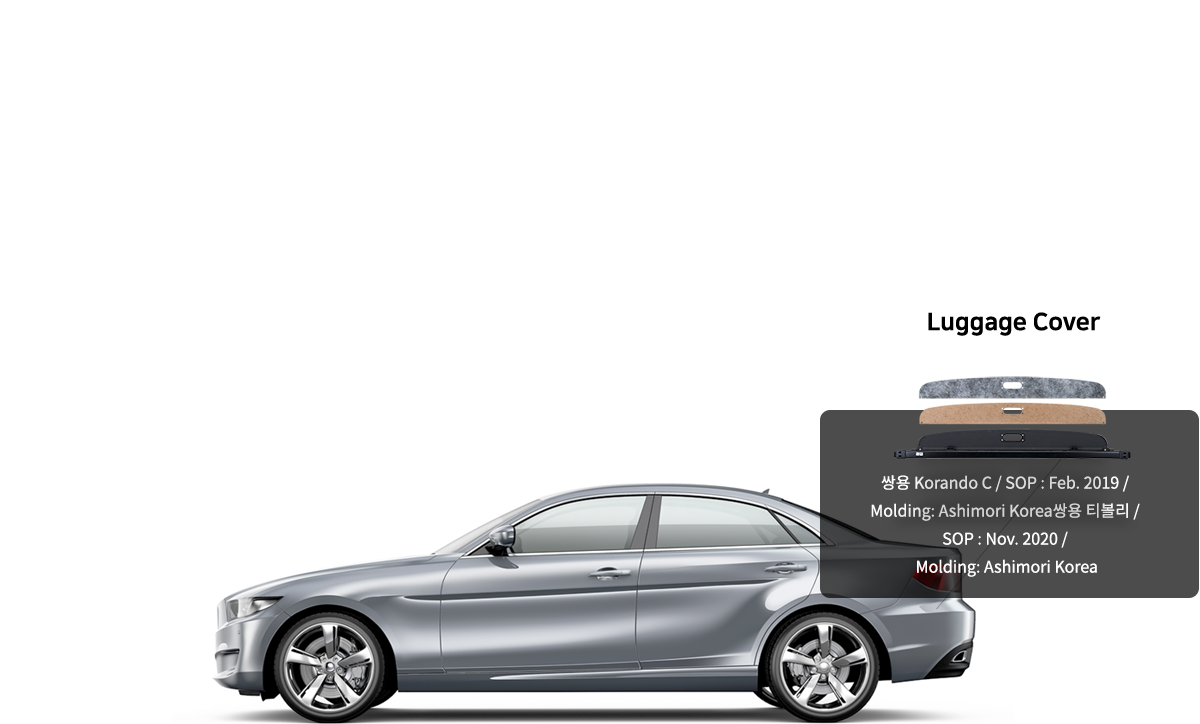 Luggage Cover
쌍용 Korando C / SOP : Feb. 2019 /
Molding: Ashimori Korea쌍용 티볼리 /
SOP : Nov. 2020 /
Molding: Ashimori Korea